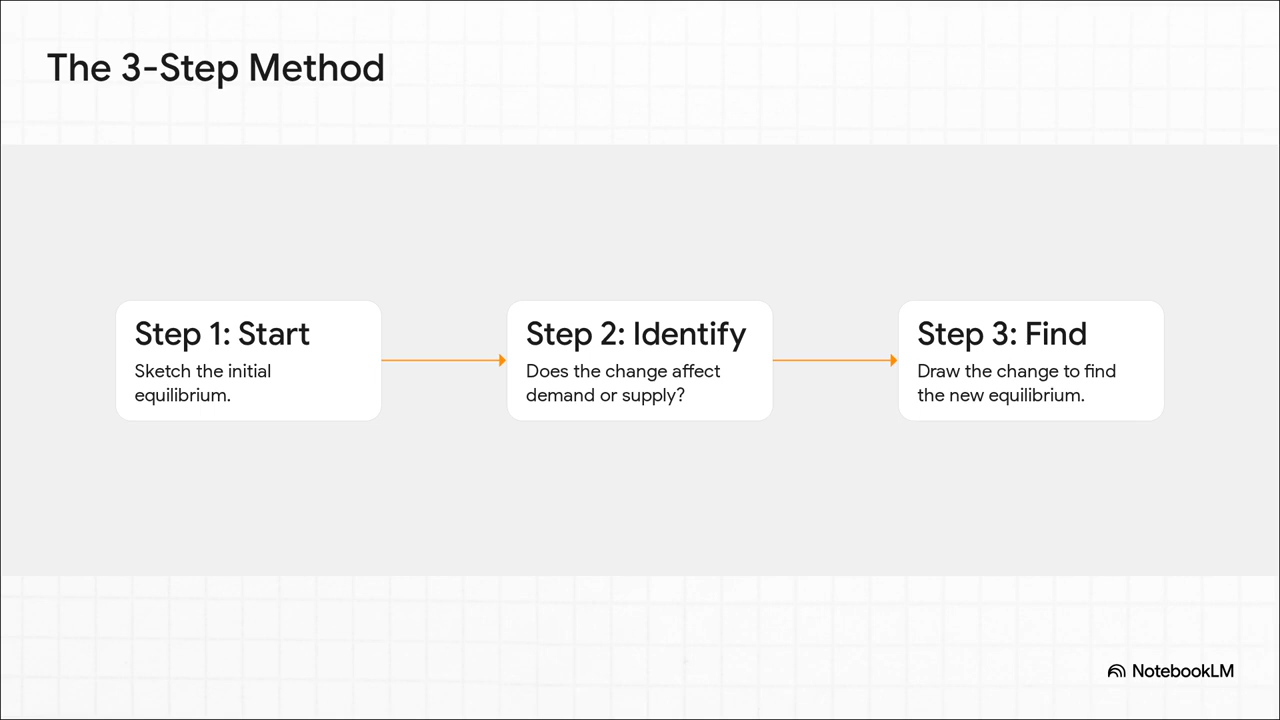 The 3-Step Method
Step 1: Start
Sketch the initial
equilibrium.
Step 2: Identify
Does the change affect
demand or supply?
Step 3: Find
Draw the change to find
the new equilibrium.
NotebookLM